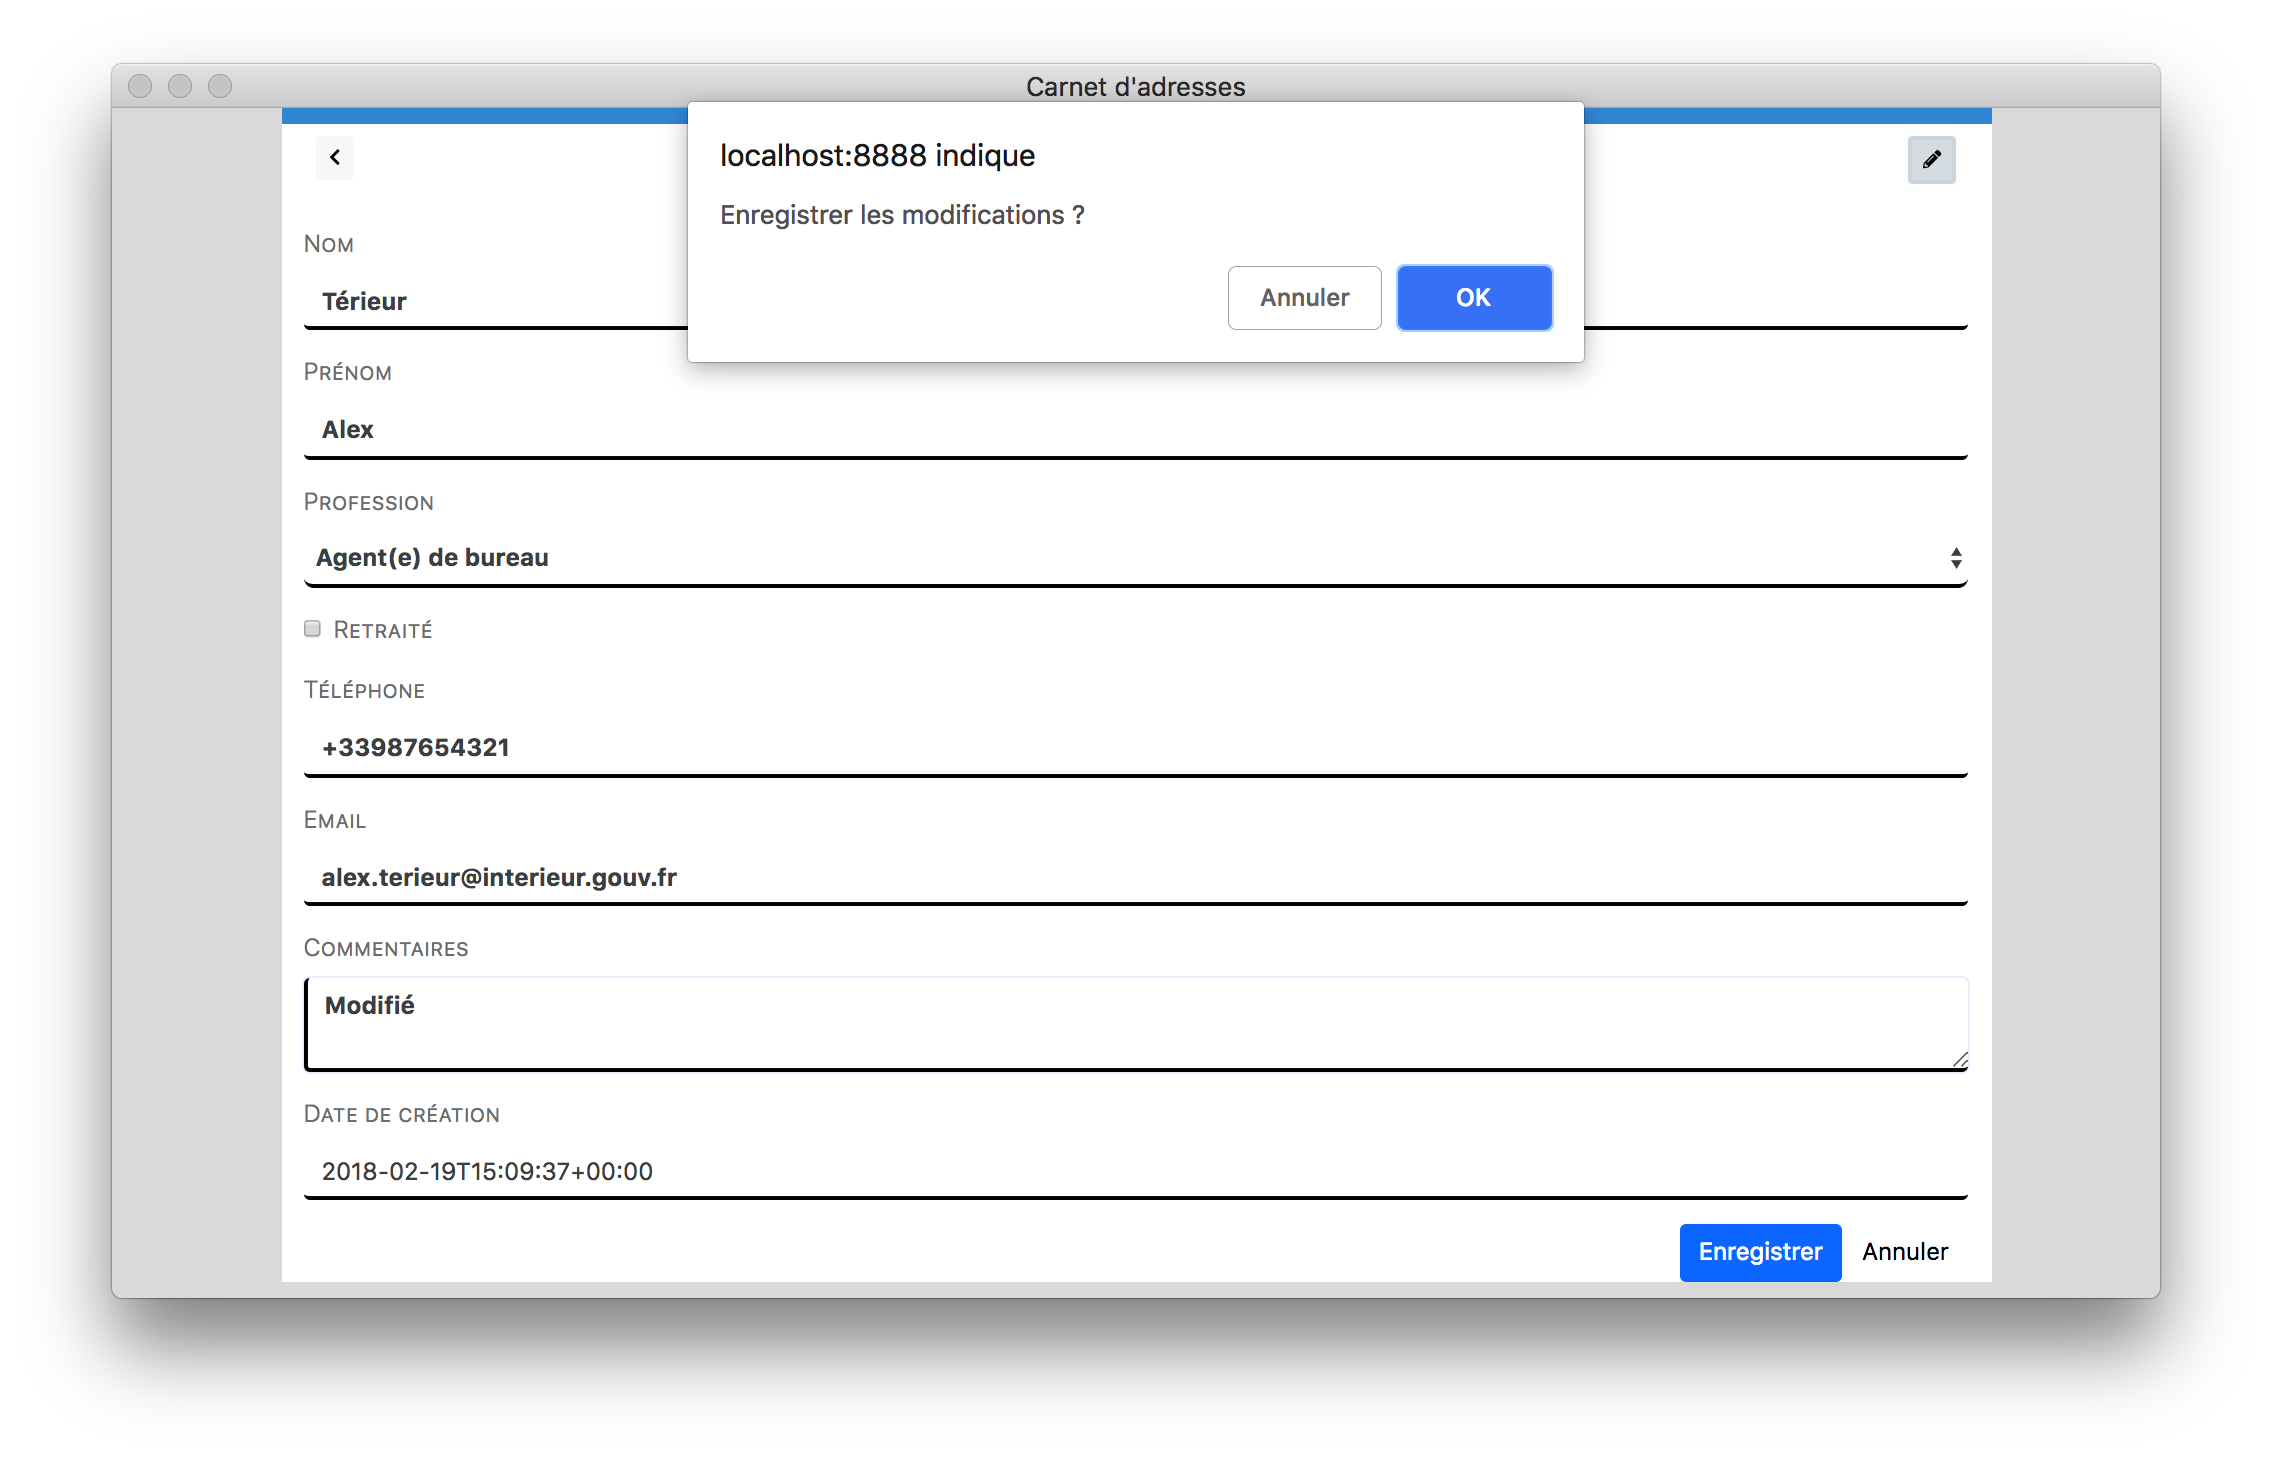 Carnet d'adresses
localhost:8888 indique
Enregistrer les modifications ?
Annuler
OK
Nom
Térieur
Prénom
Alex
Profession
Agent(e) de bureau
Retraité
Téléphone
+33987654321
Email
alex.terieur@interieur.gouv.fr
Commentaires
Modifié
Date de création
2018-02-19T15:09:37+00:00
Enregistrer
Annuler